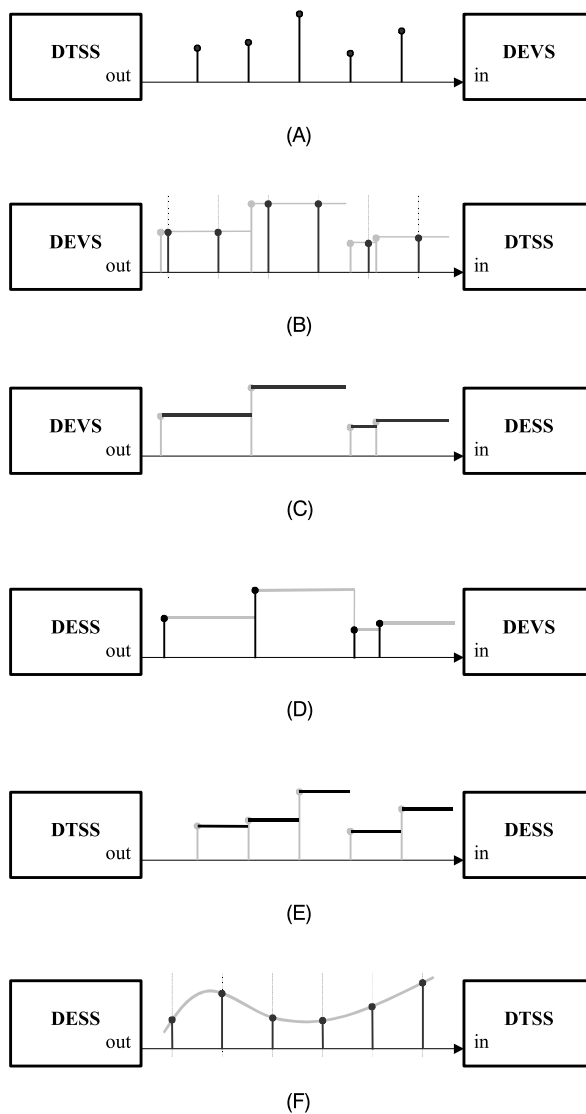 DTSS
out
DEVS
in
(A)
DEVS
out
DTSS
in
(B)
DEVS
out
DESS
in
(C)
DESS
out
DEVS
in
(D)
DTSS
out
DESS
in
(E)
DESS
out
DTSS
in
(F)